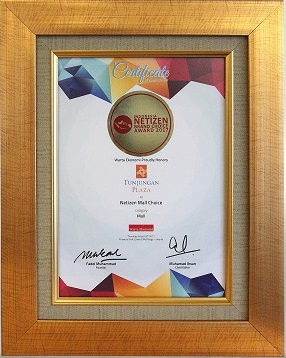 Certificate
INDONESIA
NETIZEN
BRAND CHOICE
AWARD 2017
Warta Ekonomi Proudly Honors
TUNJUNGAN
PLAZA
Netizen Mall Choice
Category
Mall
Warta Ekonomi
Fadel Muhammad
Founder
Muhamad Ihsan
Chief Editor